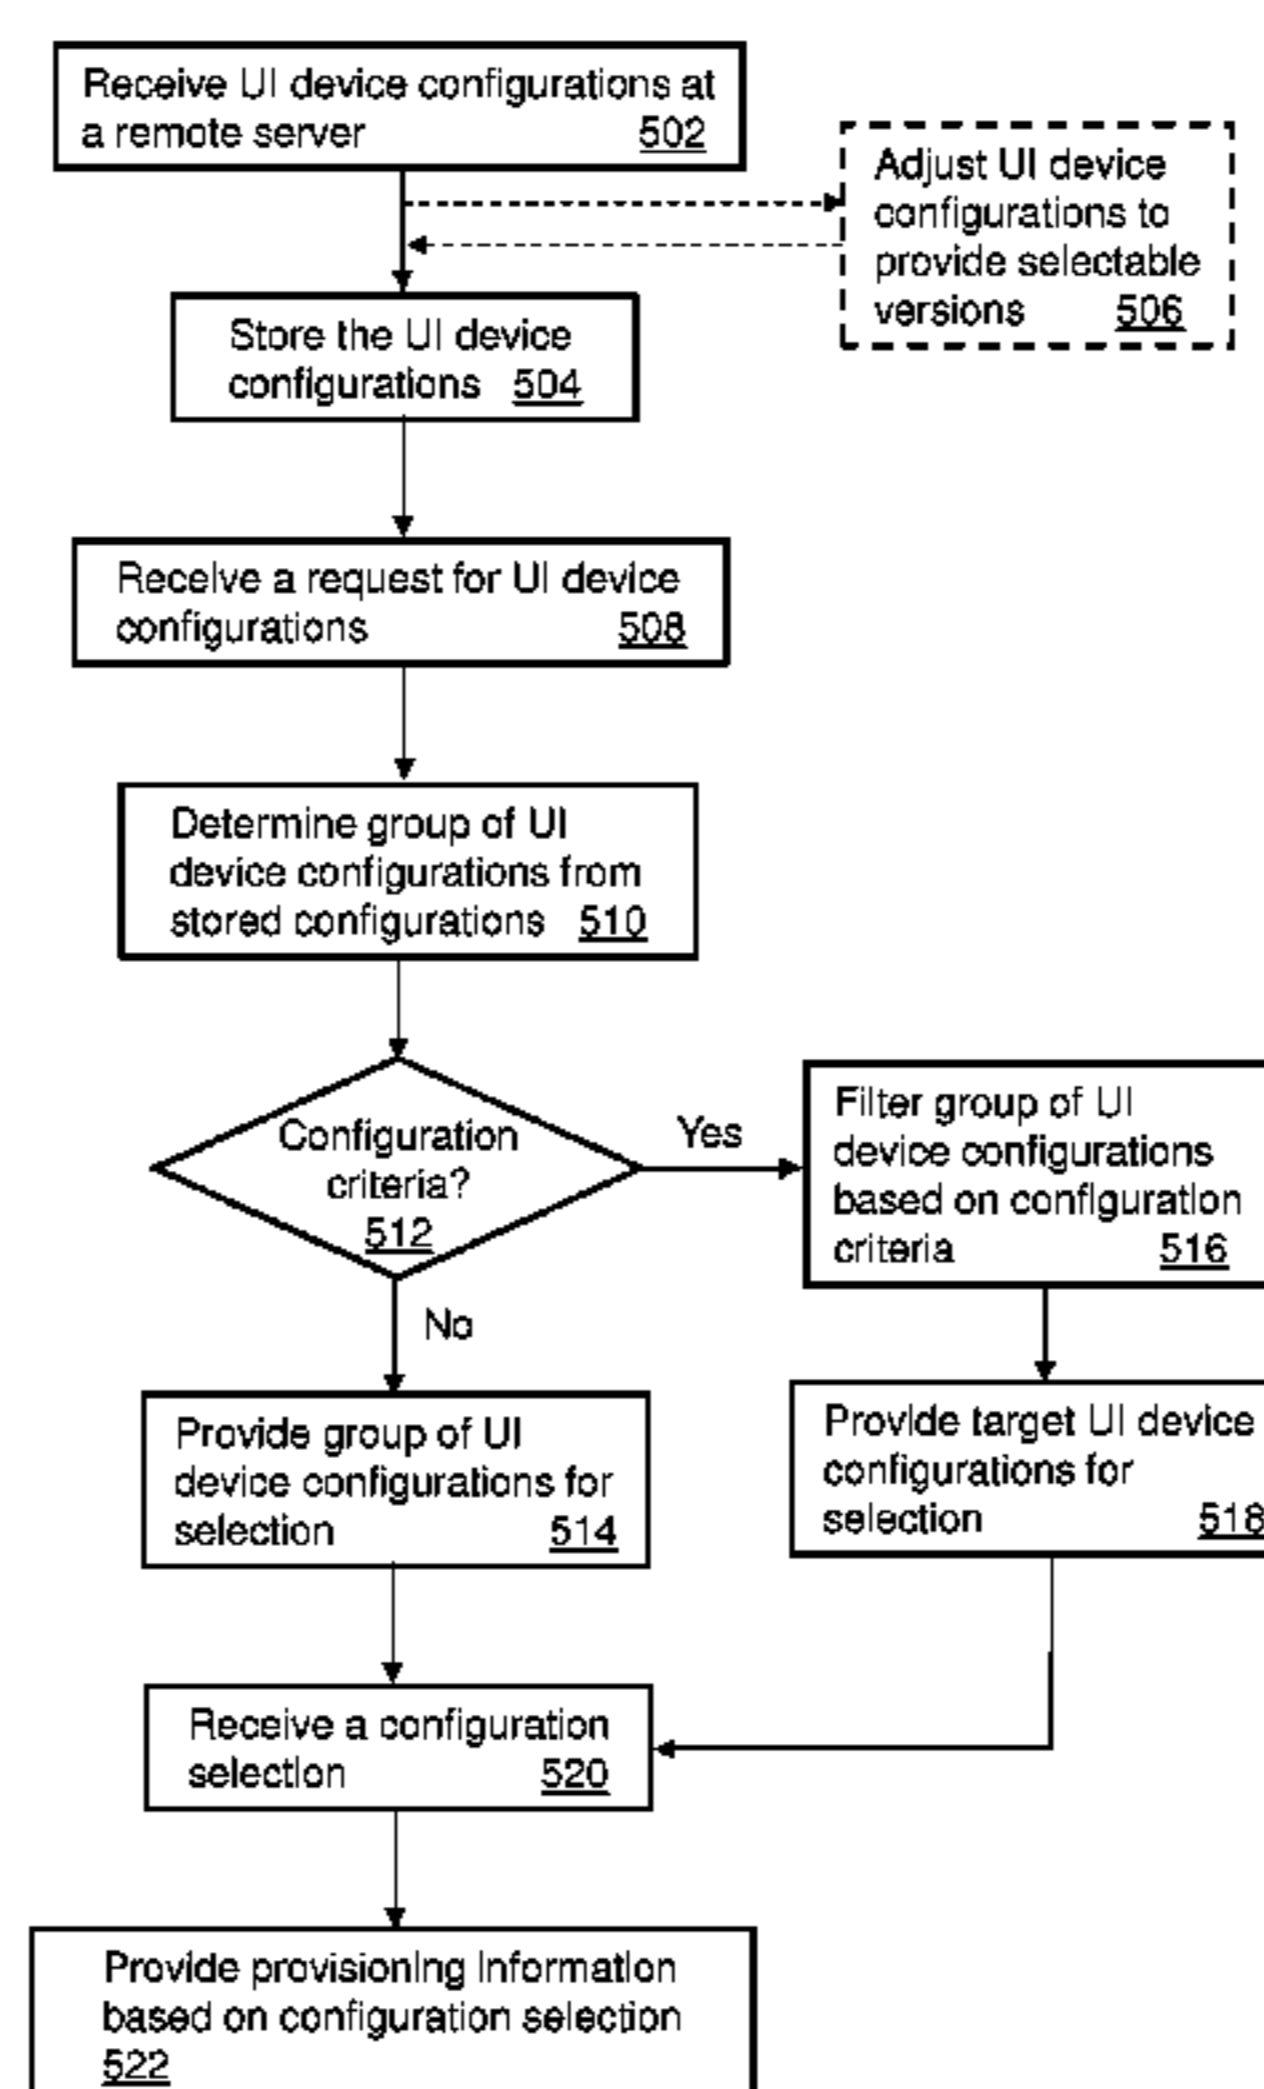 Receive UI device configurations at
a remote server 502
Adjust UI device
configurations to
provide selectable
versions 506
Store the UI device
configurations 504
Receive a request for UI device
configurations 508
Determine group of UI
device configurations from
stored configurations 510
Configuration
criteria?
512
Yes
Filter group of UI
device configurations
based on configuration
criteria 516
No
Provide group of UI
device configurations for
selection 514
Provide target UI device
configurations for
selection 518
Receive a configuration
selection 520
Provide provisioning information
based on configuration selection
522